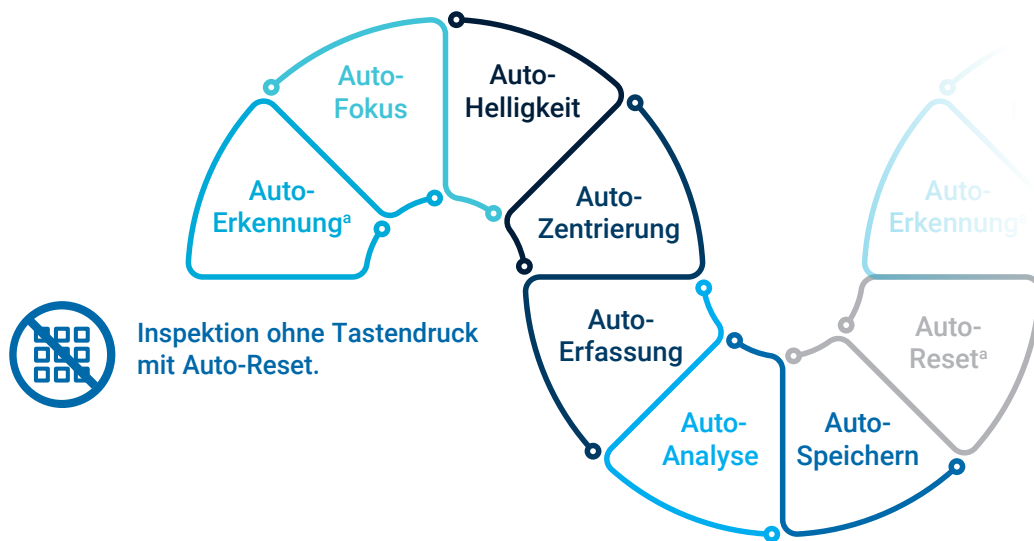 Auto-
Erkennungᵃ
Auto-
Fokus
Auto-
Helligkeit
Auto-
Zentrierung
Auto-
Erfassung
Auto-
Analyse
Auto-
Speichern
Auto-
Resetᵃ
Auto-
Erkennungᵃ
Inspektion ohne Tastendruck
mit Auto-Reset.